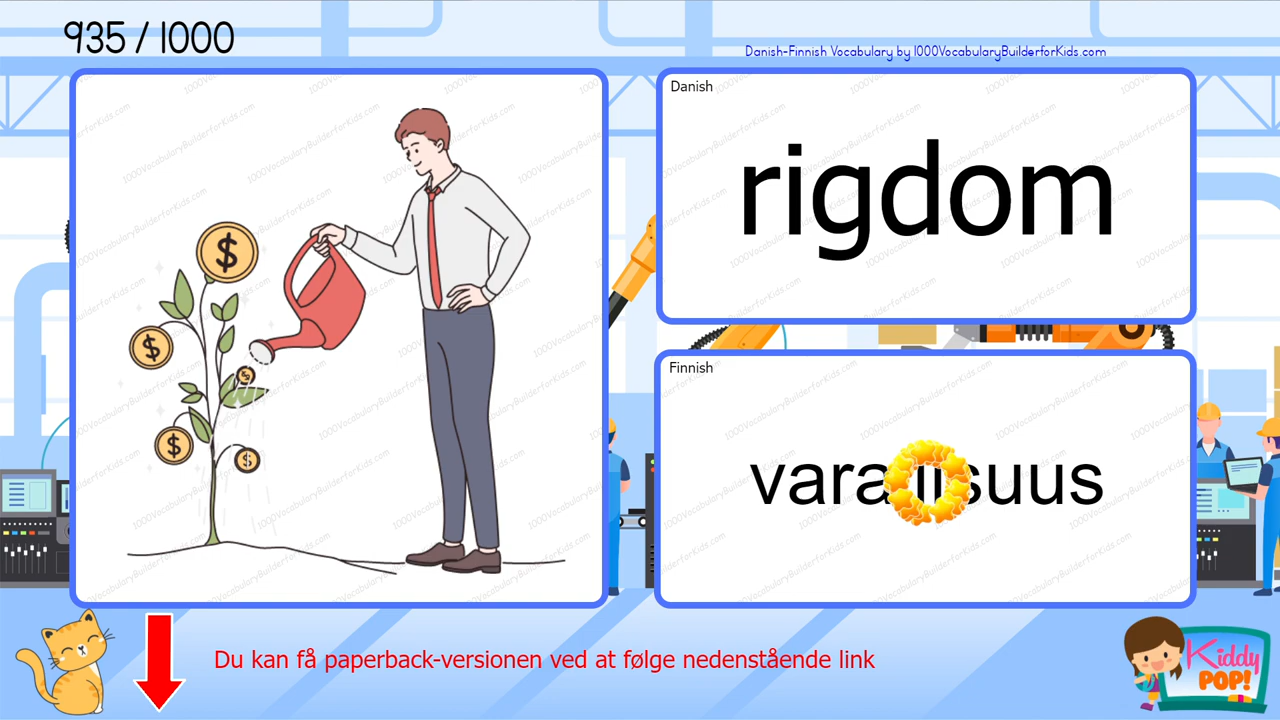 935 / 1000
Danish-Finnish Vocabulary by 1000VocabularyBuilderforKids.com
Danish
rigdom
Finnish
Du kan få paperback-versionen ved at følge nedenstående link
Kiddy
POP!